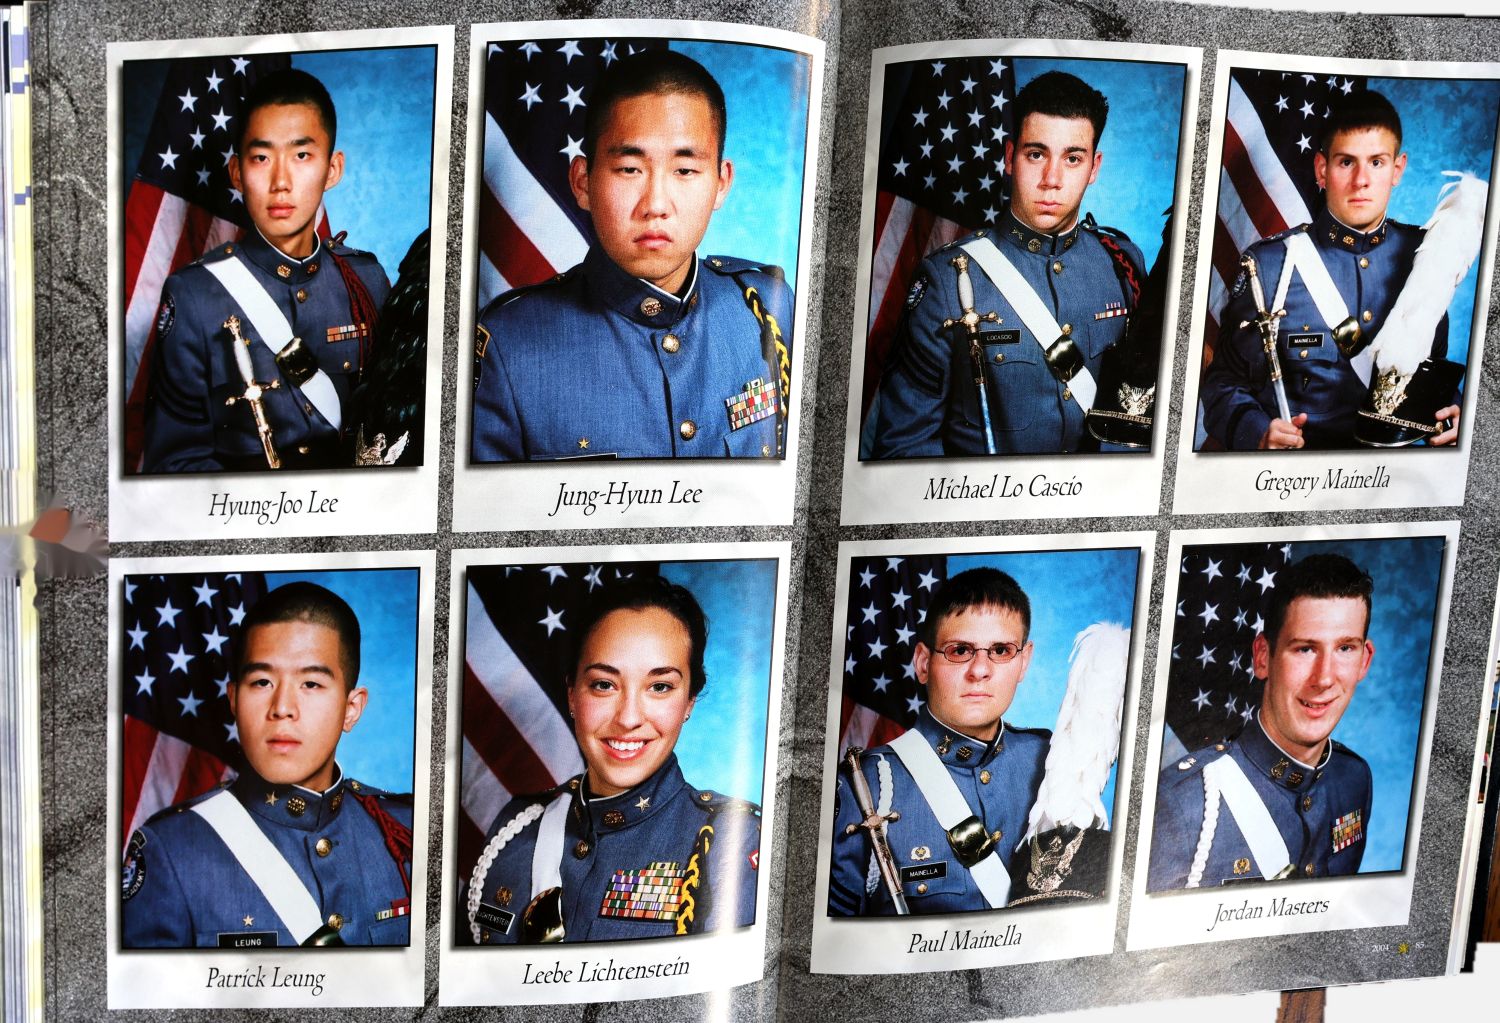 Hyung-Joo Lee
Jung-Hyun Lee
LOCASCIO
Michael Lo Cascio
MAINELLA
Gregory Mainella
LEUNG
Patrick Leung
LICHTENSTEIN
Leebe Lichtenstein
MAINELLA
Paul Mainella
Jordan Masters
2004 85